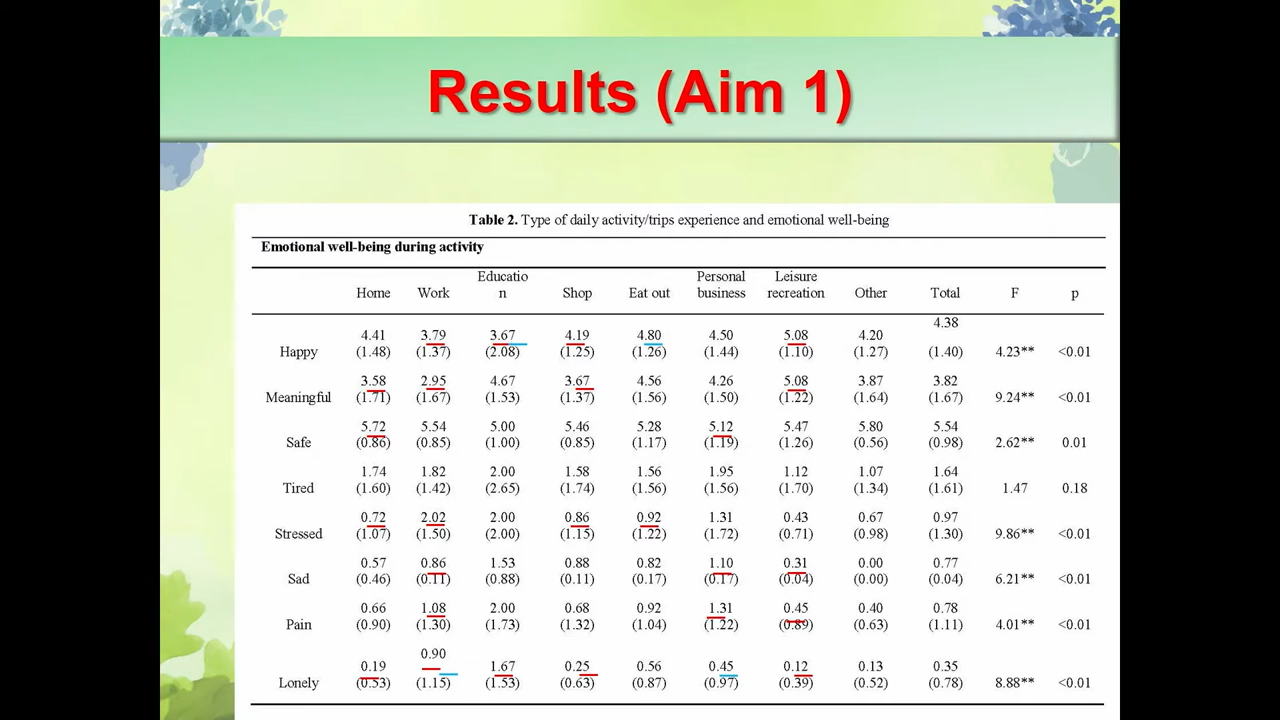 Results (Aim 1)
Table 2. Type of daily activity/trips experience and emotional well-being
Emotional well-being during activity
Home Work Educatio n Shop Eat out Personal business Leisure recreation Other Total F p
Happy 4.41 3.79 3.67 4.19 4.80 4.50 5.08 4.20 4.38
(1.48) (1.37) (2.08) (1.25) (1.26) (1.44) (1.10) (1.27) (1.40) 4.23** <0.01
Meaningful 3.58 2.95 4.67 3.67 4.56 4.26 5.08 3.87 3.82
(1.71) (1.67) (1.53) (1.37) (1.56) (1.50) (1.22) (1.64) (1.67) 9.24** <0.01
Safe 5.72 5.54 5.00 5.46 5.28 5.12 5.47 5.80 5.54
(0.86) (0.85) (1.00) (0.85) (1.17) (1.19) (1.26) (0.56) (0.98) 2.62** 0.01
Tired 1.74 1.82 2.00 1.58 1.56 1.95 1.12 1.07 1.64
(1.60) (1.42) (2.65) (1.74) (1.56) (1.56) (1.70) (1.34) (1.61) 1.47 0.18
Stressed 0.72 2.02 2.00 0.86 0.92 1.31 0.43 0.67 0.97
(1.07) (1.50) (2.00) (1.15) (1.22) (1.72) (0.71) (0.98) (1.30) 9.86** <0.01
Sad 0.57 0.86 1.53 0.88 0.82 1.10 0.31 0.00 0.77
(0.46) (0.11) (0.88) (0.11) (0.17) (0.17) (0.04) (0.00) (0.04) 6.21** <0.01
Pain 0.66 1.08 2.00 0.68 0.92 1.31 0.45 0.40 0.78
(0.90) (1.30) (1.73) (1.32) (1.04) (1.22) (0.89) (0.63) (1.11) 4.01** <0.01
Lonely 0.19 0.90 1.67 0.25 0.56 0.45 0.12 0.13 0.35
(0.53) (1.15) (1.53) (0.63) (0.87) (0.97) (0.39) (0.52) (0.78) 8.88** <0.01